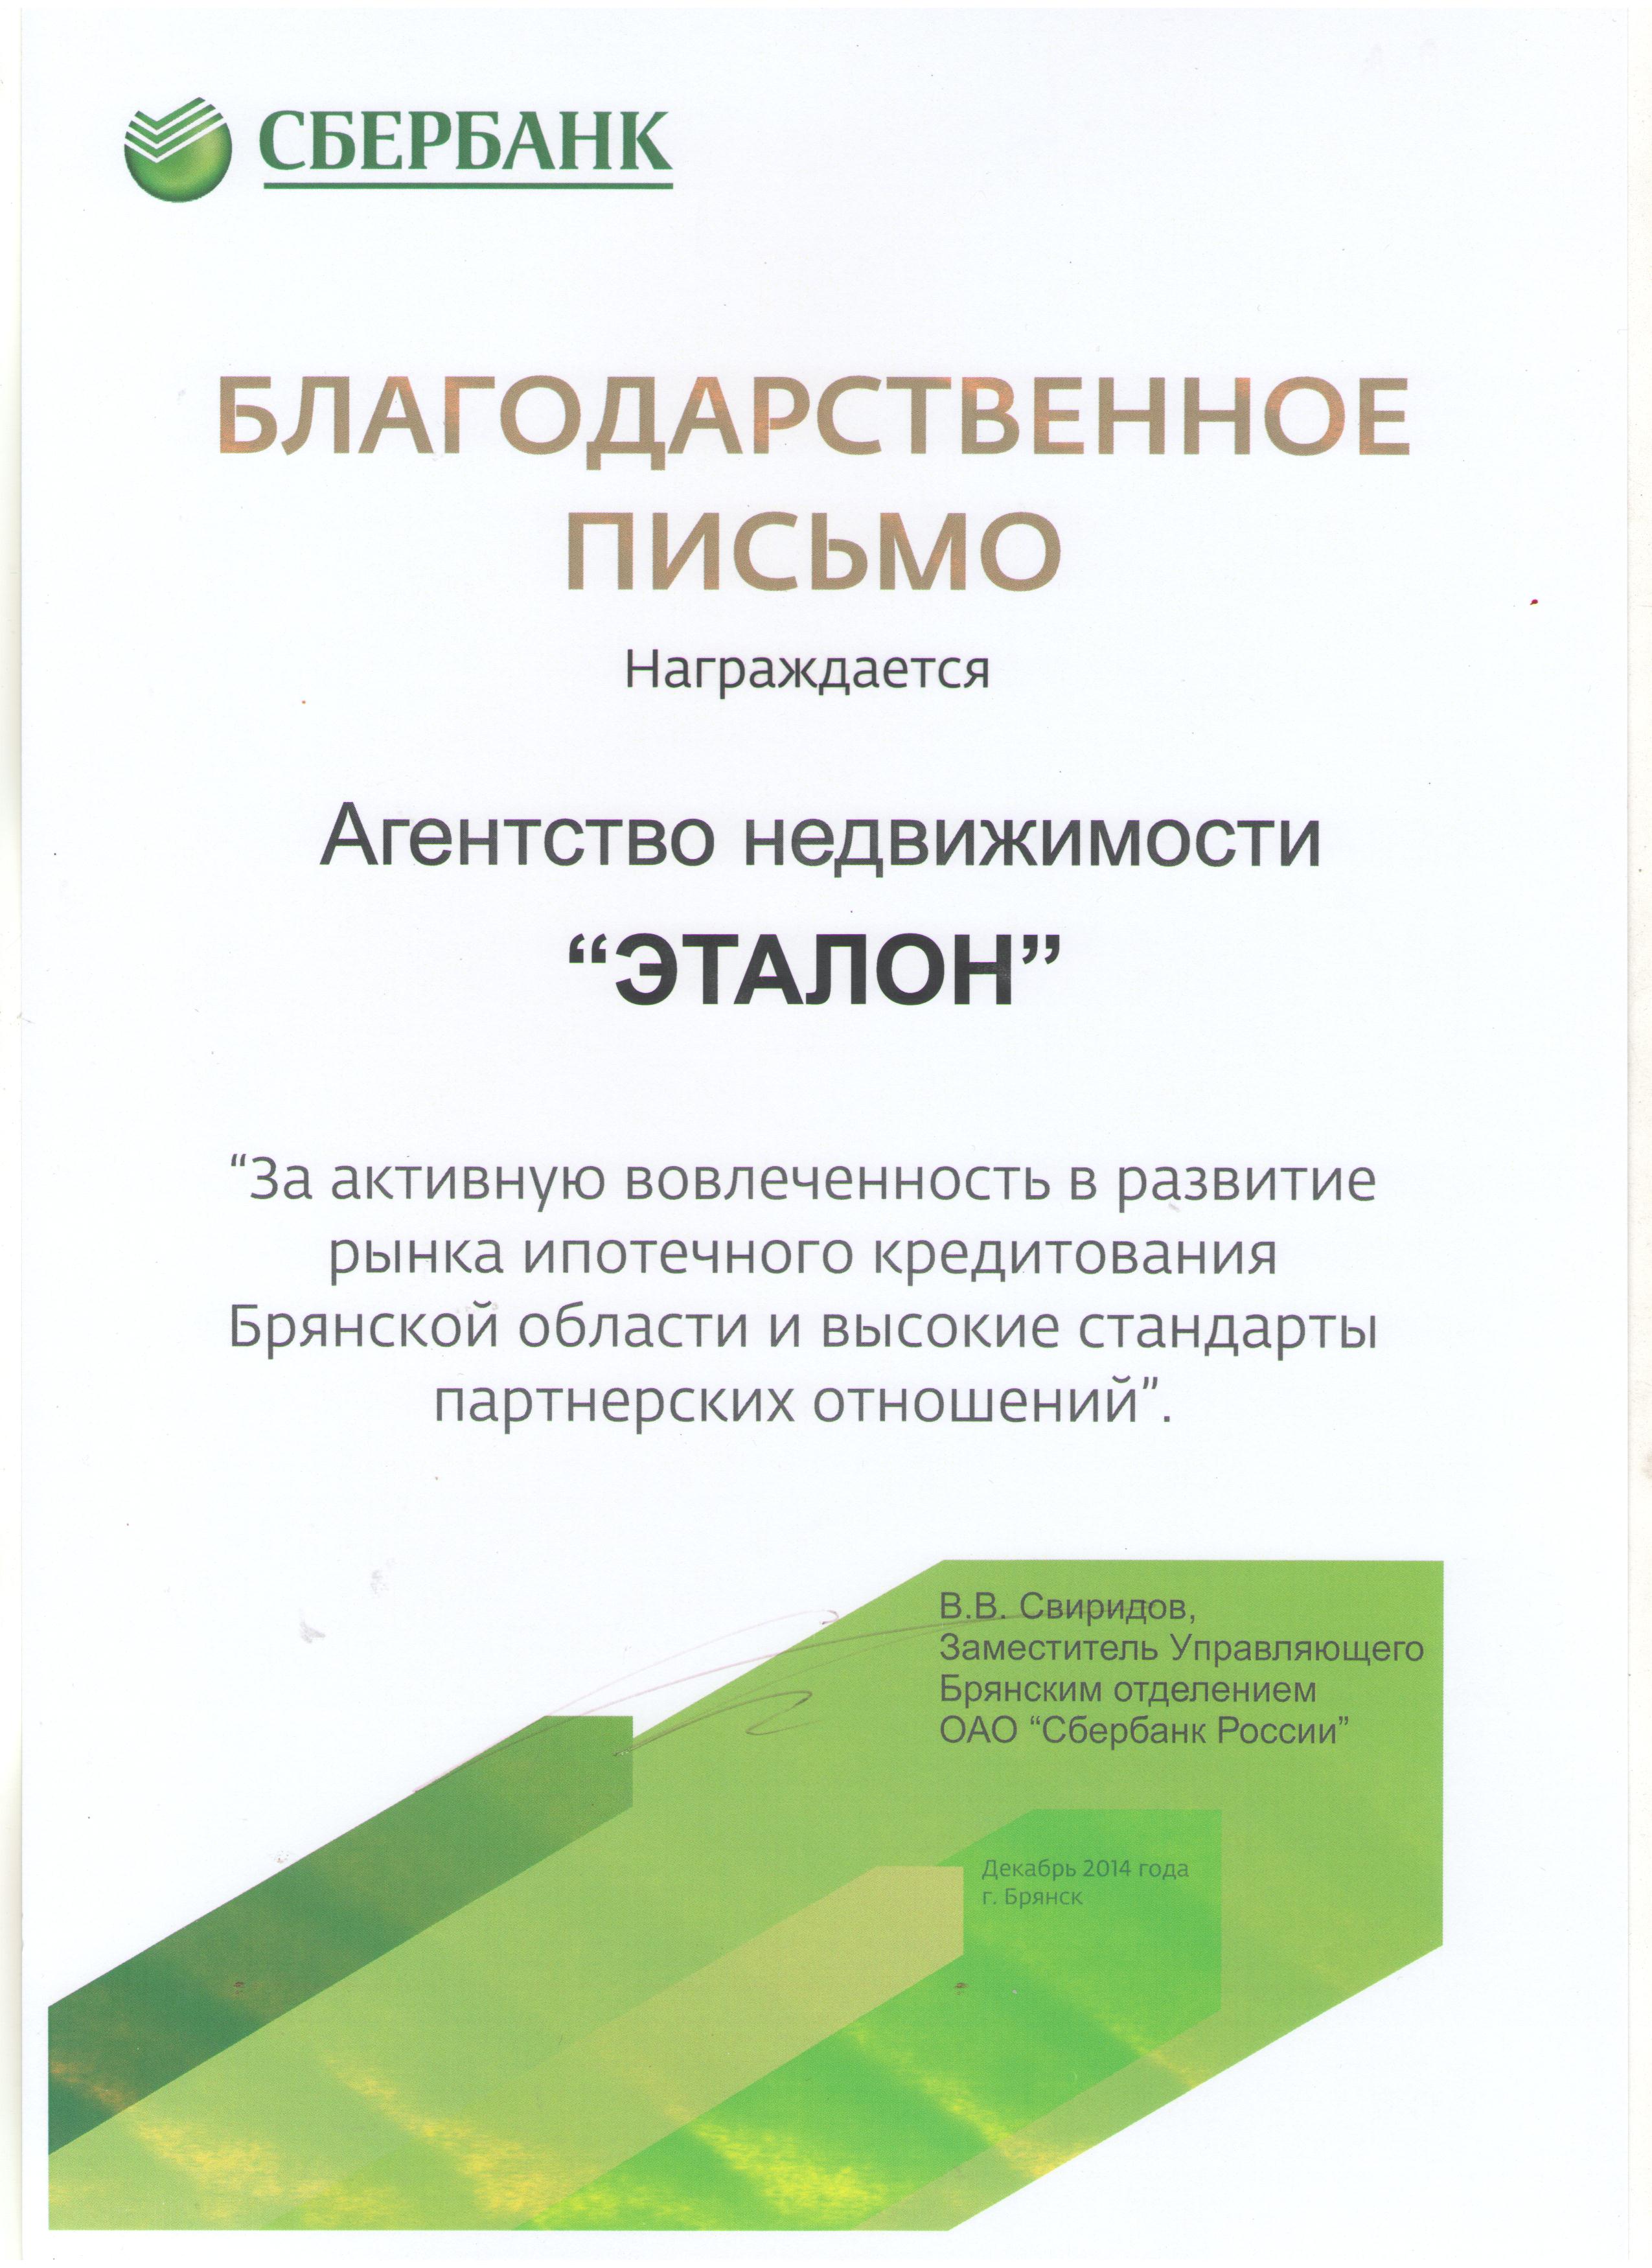 СБЕРБАНК
БЛАГОДАРСТВЕННОЕ
ПИСЬМО
Награждается
Агентство недвижимости
“ЭТАЛОН”
“За активную вовлеченность в развитие
рынка ипотечного кредитования
Брянской области и высокие стандарты
партнерских отношений”.
В.В. Свиридов,
Заместитель Управляющего
Брянским отделением
ОАО “Сбербанк России”
Декабрь 2014 года
г. Брянск